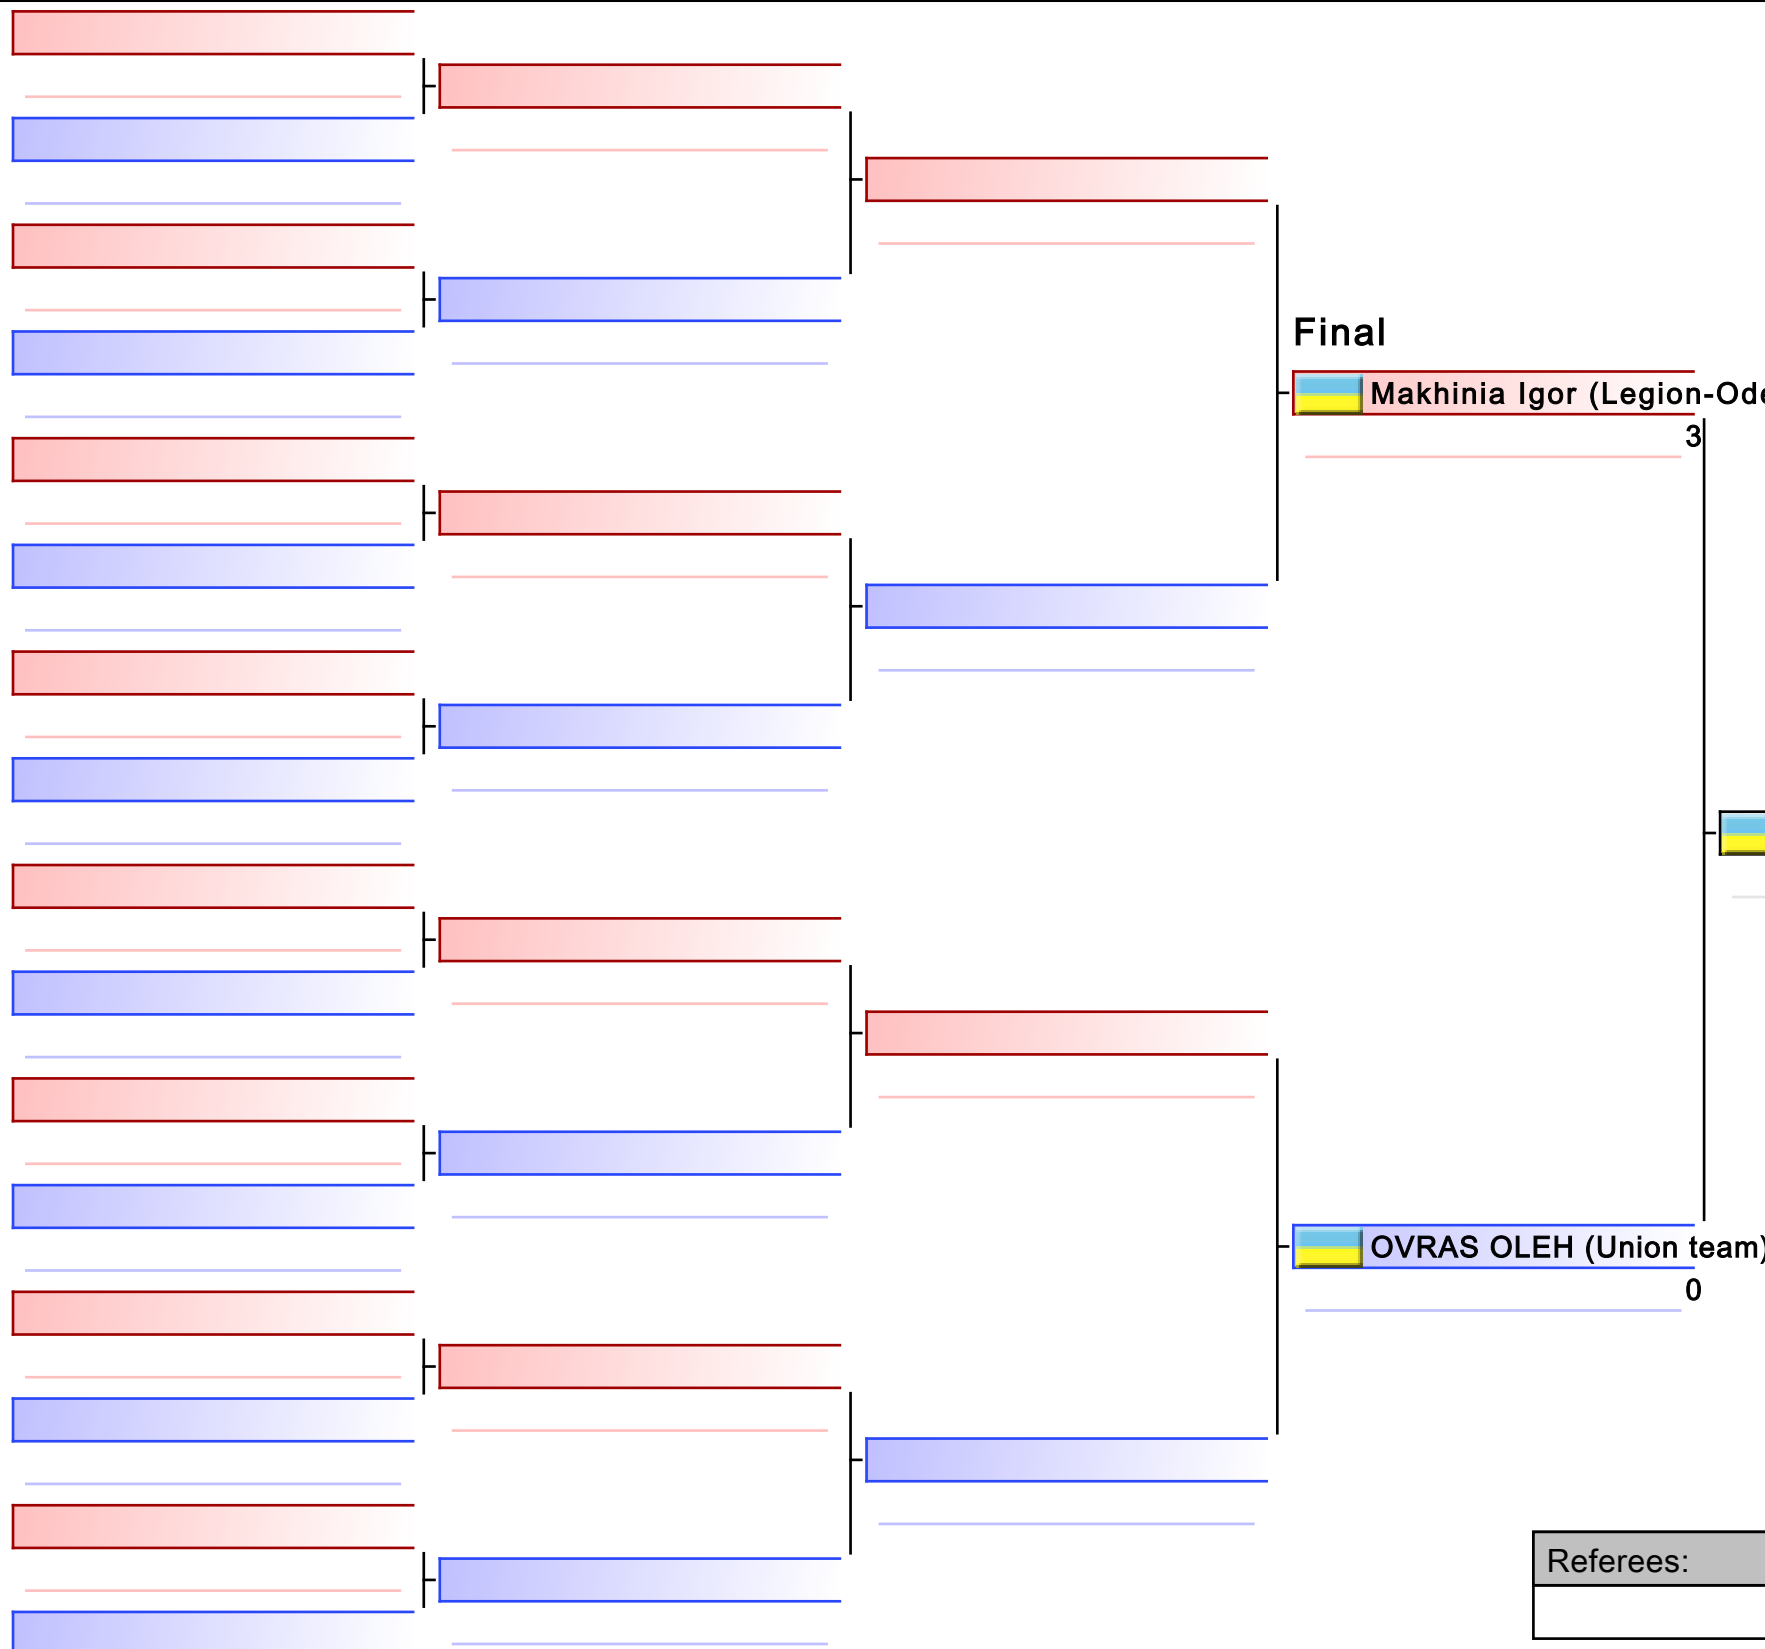 Final
Makhinia Igor (Legion-Ode
3
OVRAS OLEH (Union team)
0
Referees: